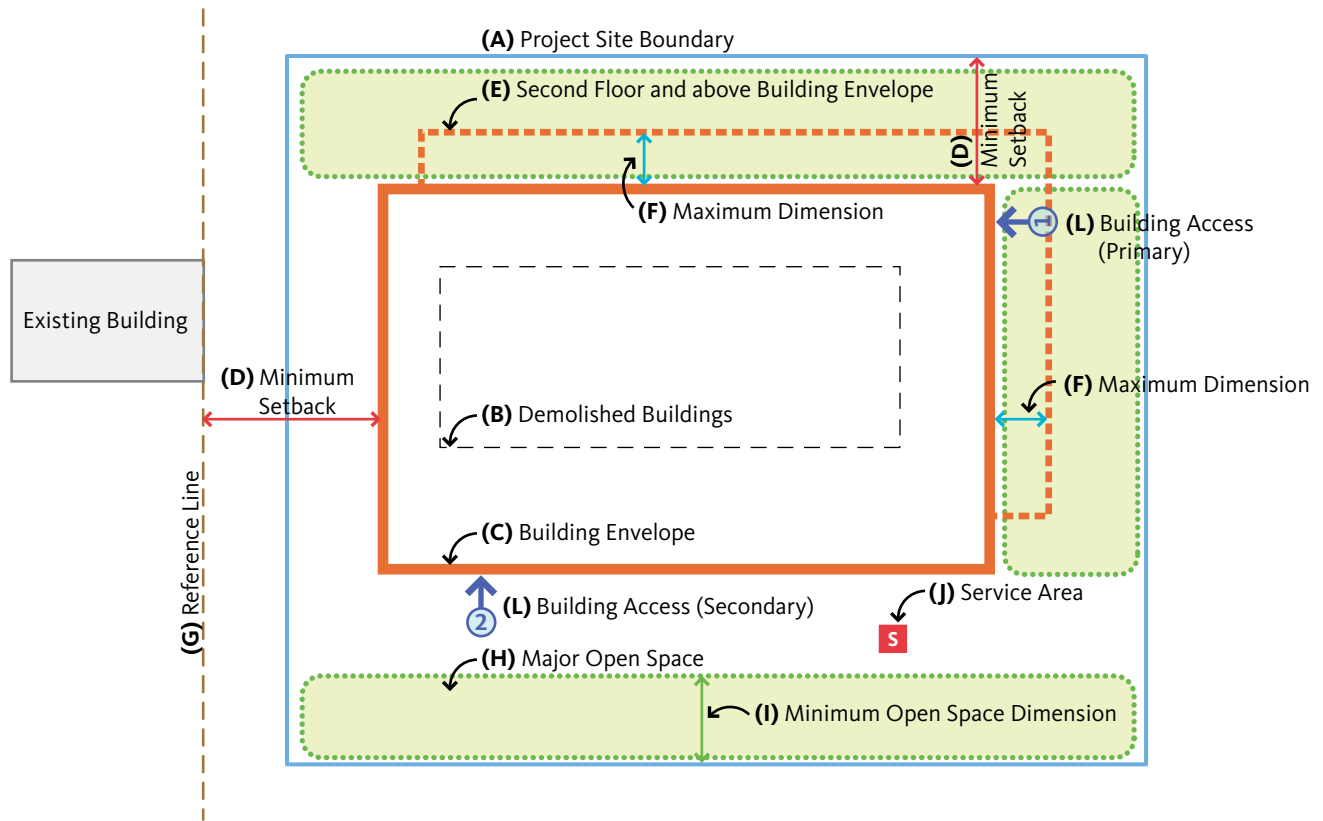 (A) Project Site Boundary
(E) Second Floor and above Building Envelope
(D) Minimum
Setback
(F) Maximum Dimension
1
(L) Building Access
(Primary)
Existing Building
(D) Minimum
Setback
(F) Maximum Dimension
(B) Demolished Buildings
(G) Reference Line
(C) Building Envelope
2
(L) Building Access (Secondary)
(J) Service Area
S
(H) Major Open Space
(I) Minimum Open Space Dimension